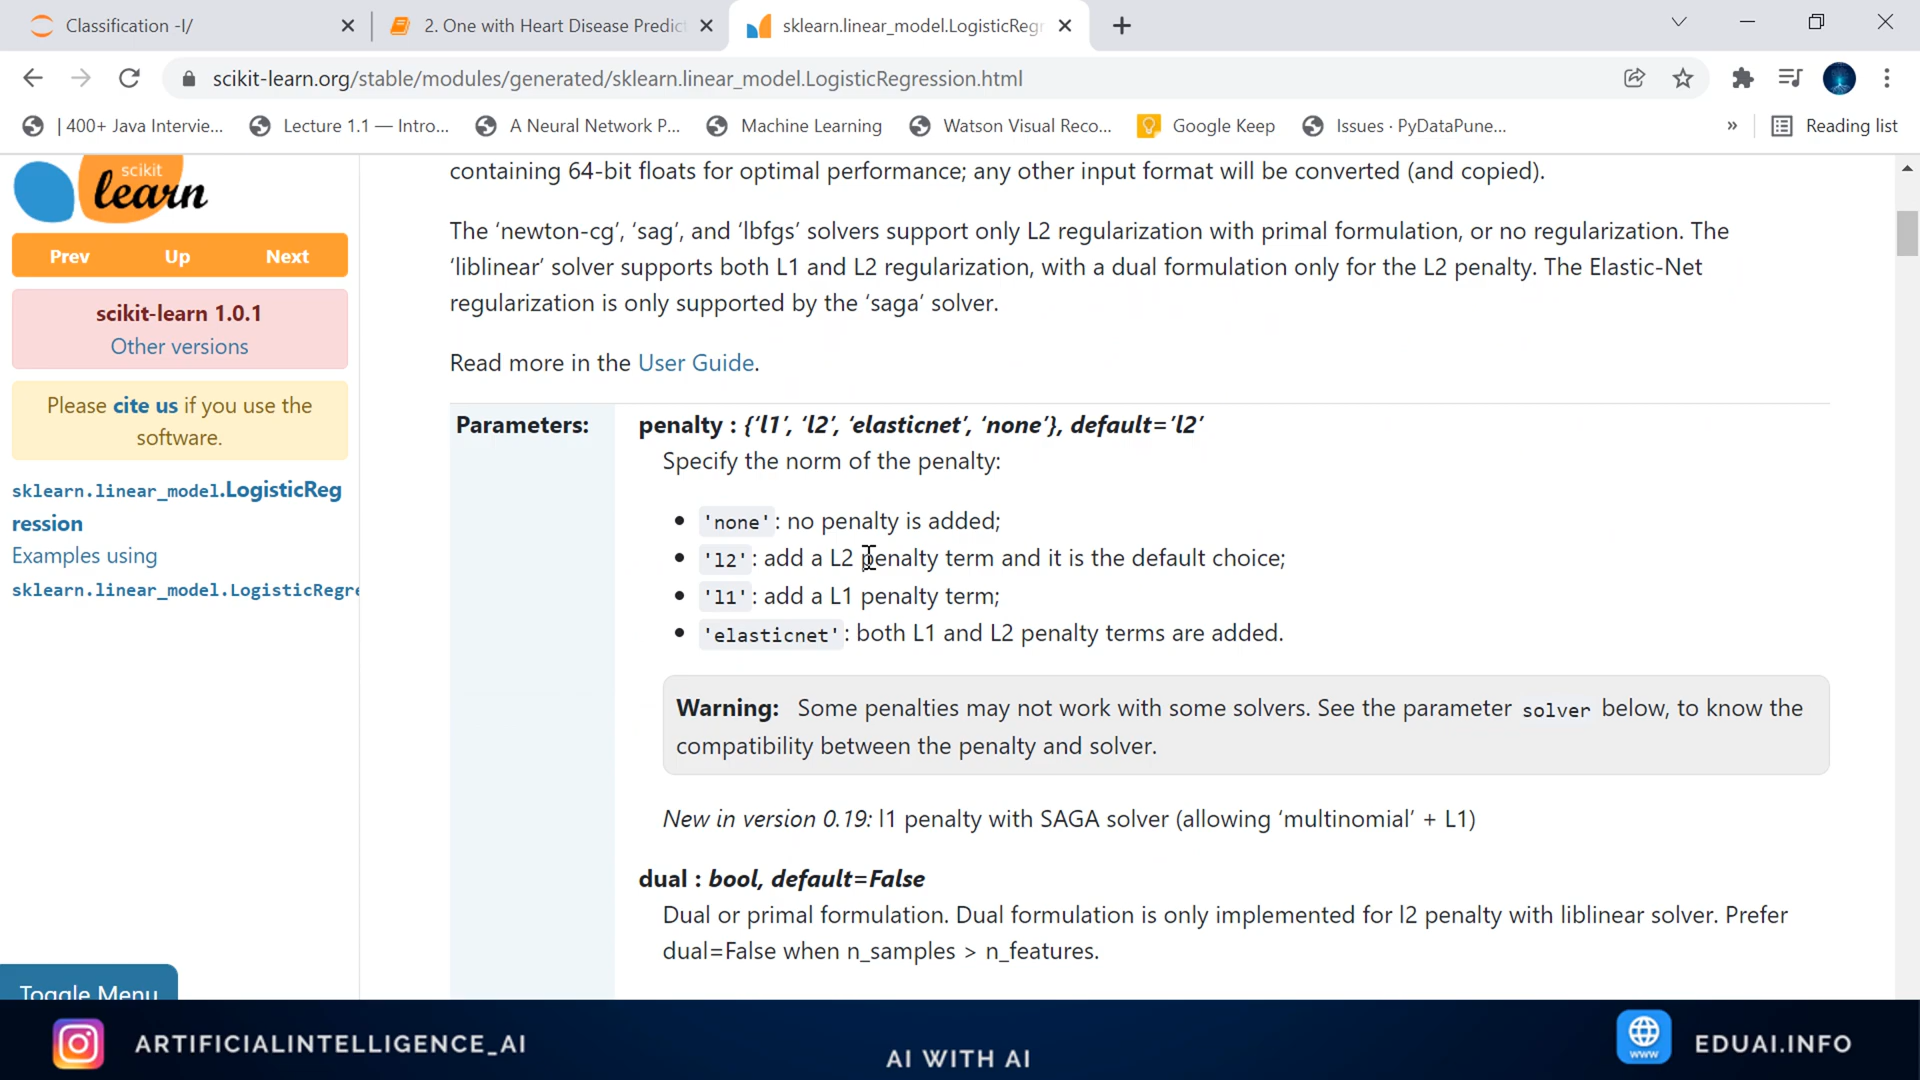 Classification -I/
2. One with Heart Disease Predict
sklearn.linear_model.LogisticRegr
scikit-learn.org/stable/modules/generated/sklearn.linear_model.LogisticRegression.html
| 400+ Java Intervie...
Lecture 1.1 — Intro...
A Neural Network P...
Machine Learning
Watson Visual Reco...
Google Keep
Issues · PyDataPune...
»
Reading list
scikit
learn
Prev Up Next
scikit-learn 1.0.1
Other versions
Please cite us if you use the
software.
sklearn.linear_model.LogisticReg
ression
Examples using
sklearn.linear_model.LogisticRegre
Toggle Menu
containing 64-bit floats for optimal performance; any other input format will be converted (and copied).
The ‘newton-cg’, ‘sag’, and ‘lbfgs’ solvers support only L2 regularization with primal formulation, or no regularization. The
‘liblinear’ solver supports both L1 and L2 regularization, with a dual formulation only for the L2 penalty. The Elastic-Net
regularization is only supported by the ‘saga’ solver.
Read more in the User Guide.
Parameters:
penalty : {‘l1’, ‘l2’, ‘elasticnet’, ‘none’}, default=’l2’
Specify the norm of the penalty:
• 'none': no penalty is added;
• 'l2': add a L2 penalty term and it is the default choice;
• 'l1': add a L1 penalty term;
• 'elasticnet': both L1 and L2 penalty terms are added.
Warning: Some penalties may not work with some solvers. See the parameter solver below, to know the
compatibility between the penalty and solver.
New in version 0.19: l1 penalty with SAGA solver (allowing ‘multinomial’ + L1)
dual : bool, default=False
Dual or primal formulation. Dual formulation is only implemented for l2 penalty with liblinear solver. Prefer
dual=False when n_samples > n_features.
ARTIFICIALINTELLIGENCE_AI
AI WITH AI
www
EDUAI.INFO